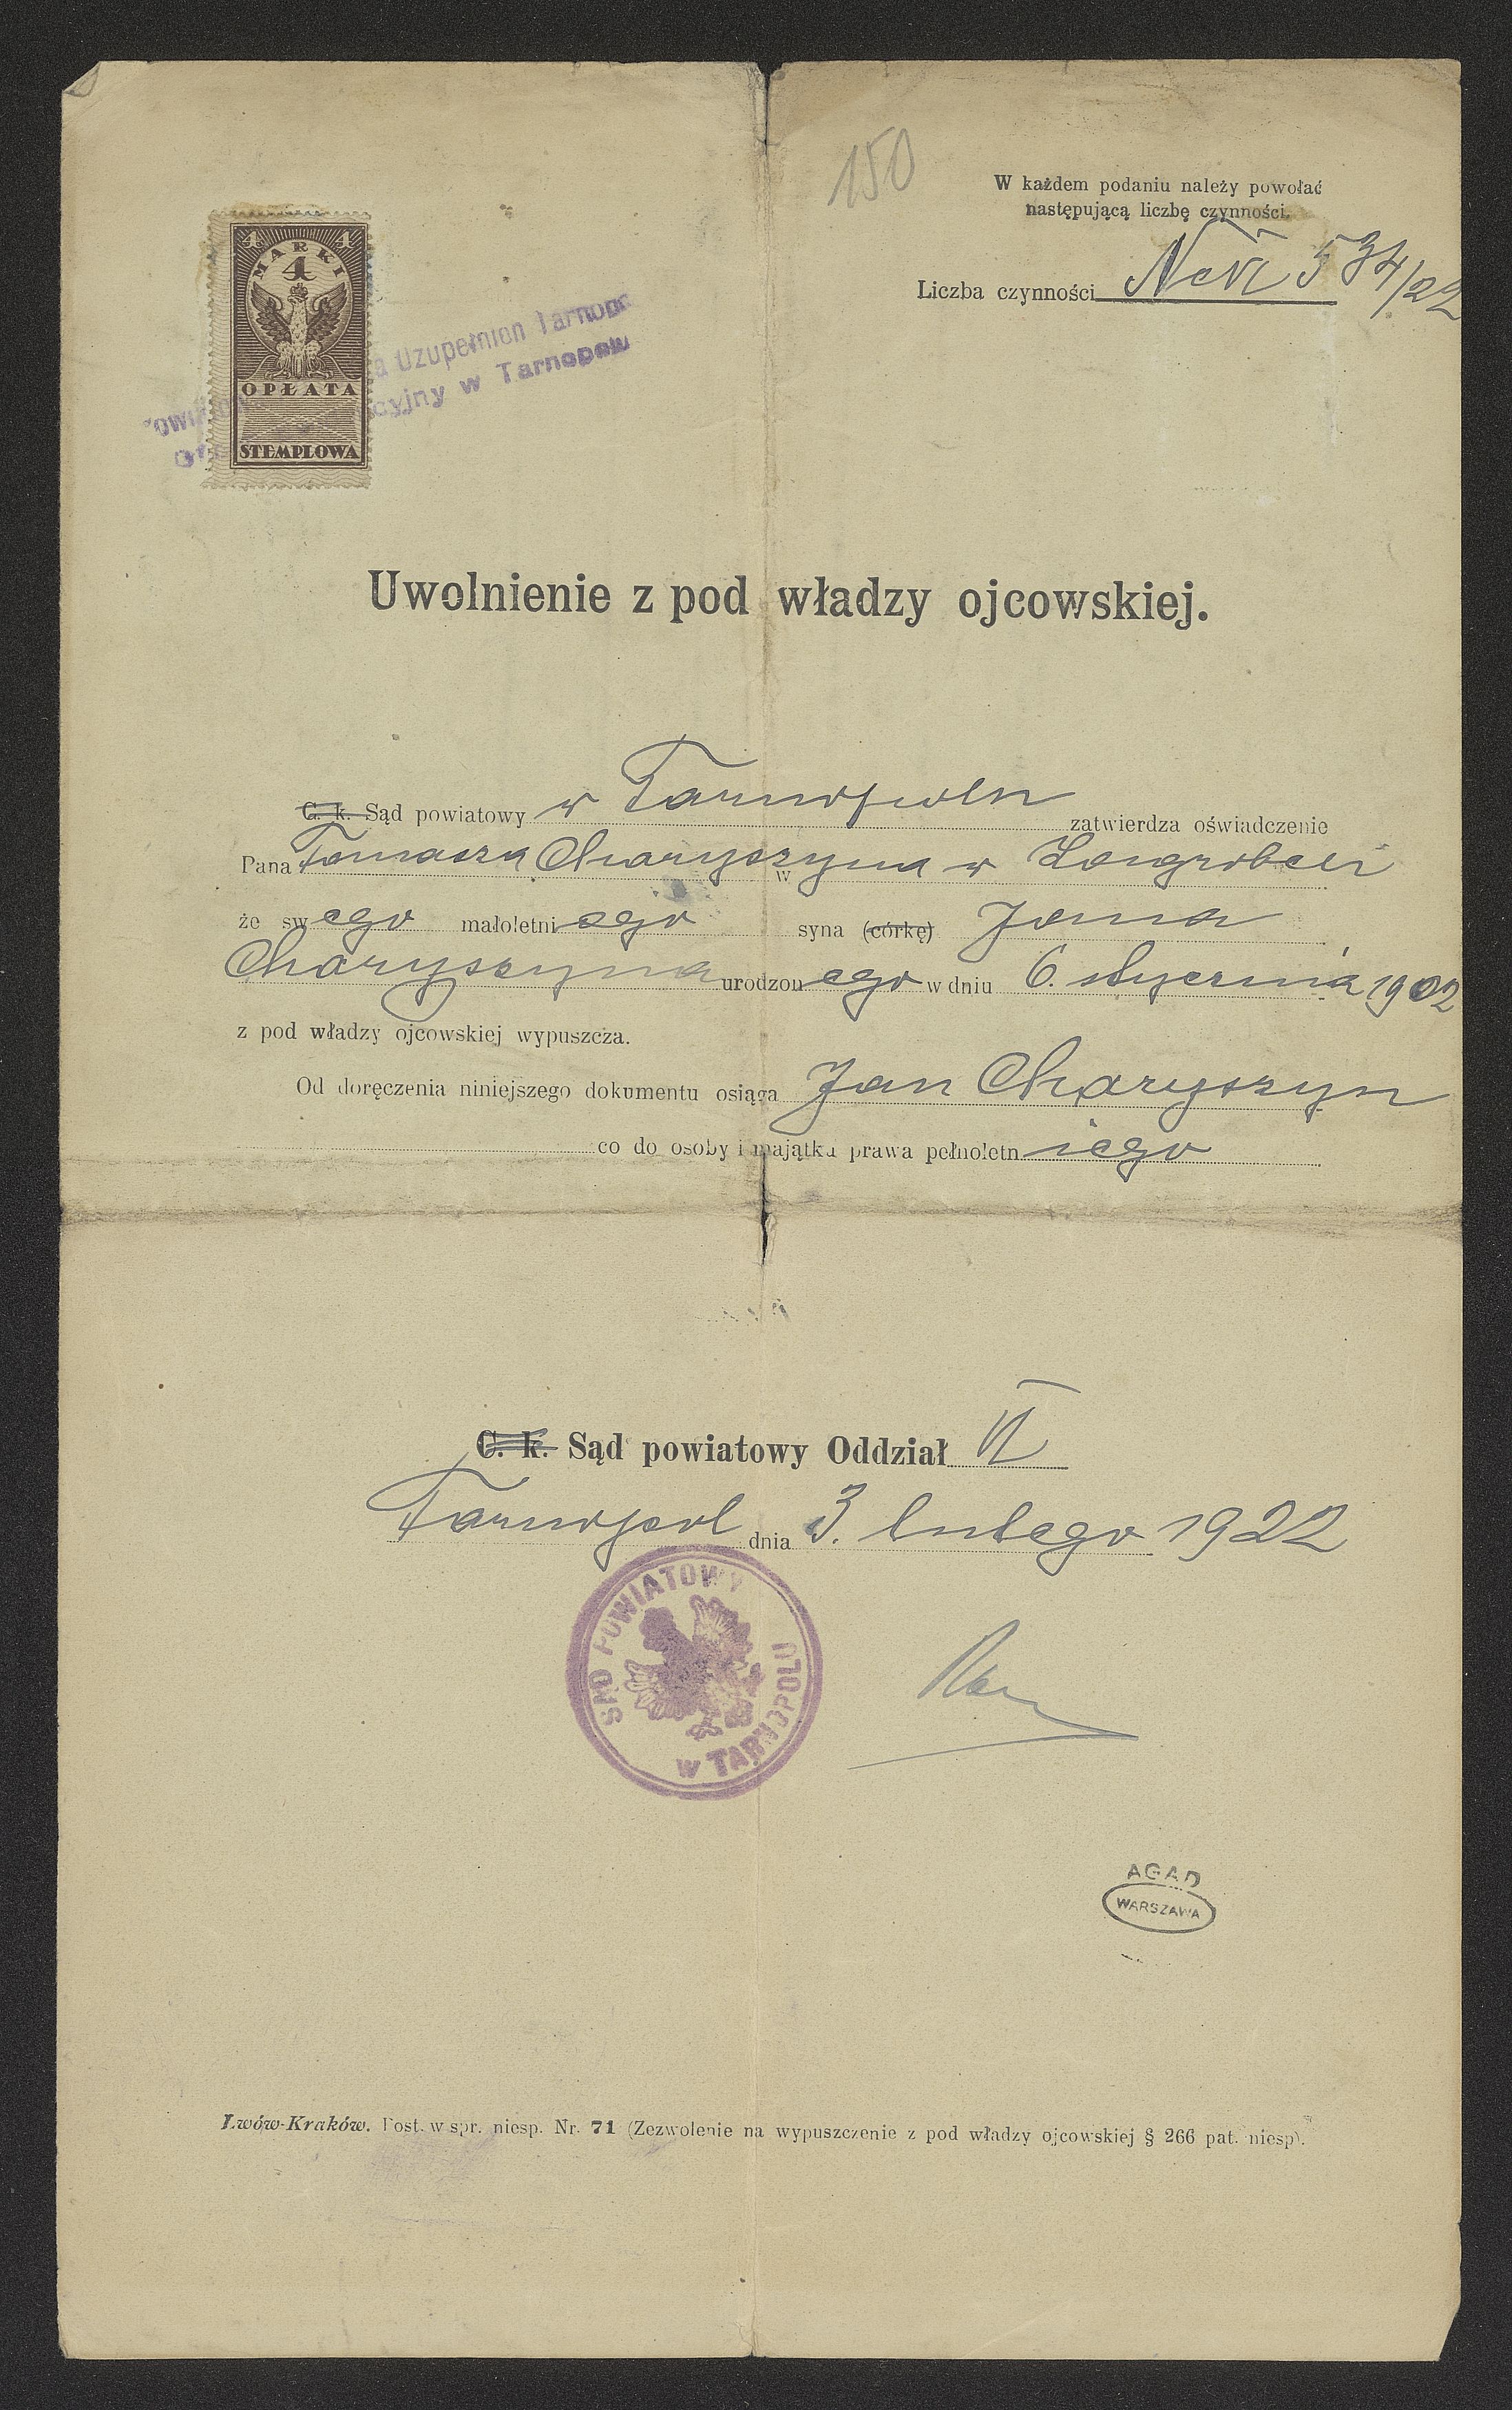 150
W każdem podaniu należy powołać
następującą liczbę czynności.
Liczba czynności Nc VI 534/22
4 4
MARKI
4
OPŁATA
STEMPLOWA
Uzupełnień Tarnopol
cyjny w Tarnopolu
Uwolnienie z pod władzy ojcowskiej.
C. k. Sąd powiatowy w Tarnopolu zatwierdza oświadczenie
Pana Tomasza Charyszyna w w
że swego małoletniego syna (córkę) Jana
Charyszyna urodzonego w dniu 6. stycznia 1902
z pod władzy ojcowskiej wypuszcza.
Od doręczenia niniejszego dokumentu osiąga Jan Charyszyn
co do osoby i majątku prawa pełnoletniego
C. k. Sąd powiatowy Oddział VI
Tarnopol dnia 3. lutego 1922
SĄD POWIATOWY
W TARNOPOLU
AGAD
WARSZAWA
Lwów-Kraków. Post. w spr. niesp. Nr. 71 (Zezwolenie na wypuszczenie z pod władzy ojcowskiej § 266 pat. niesp).